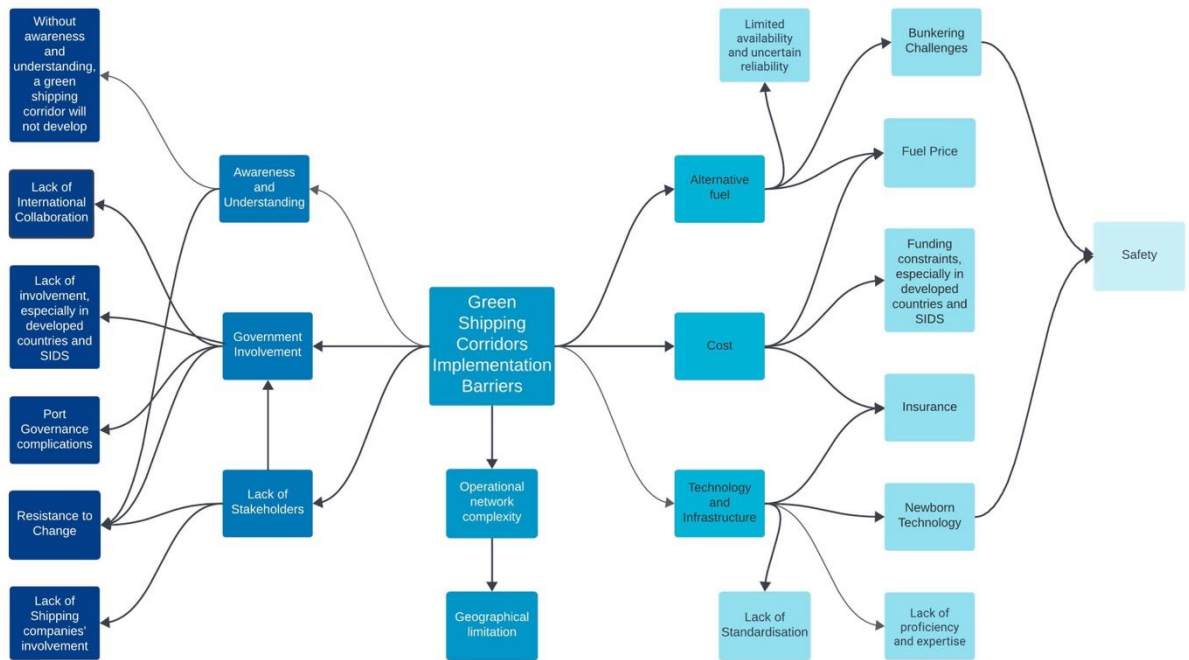 Without
awareness
and
understanding,
a green
shipping
corridor will
not develop
Lack of
International
Collaboration
Lack of
involvement,
especially in
developed
countries and
SIDS
Port
Governance
complications
Resistance to
Change
Lack of
Shipping
companies'
involvement
Awareness
and
Understanding
Government
Involvement
Lack of
Stakeholders
Green
Shipping
Corridors
Implementation
Barriers
Operational
network
complexity
Geographical
limitation
Alternative
fuel
Cost
Technology
and
Infrastructure
Limited
availability
and uncertain
reliability
Lack of
Standardisation
Bunkering
Challenges
Fuel Price
Funding
constraints,
especially in
developed
countries and
SIDS
Insurance
Newborn
Technology
Lack of
proficiency
and expertise
Safety